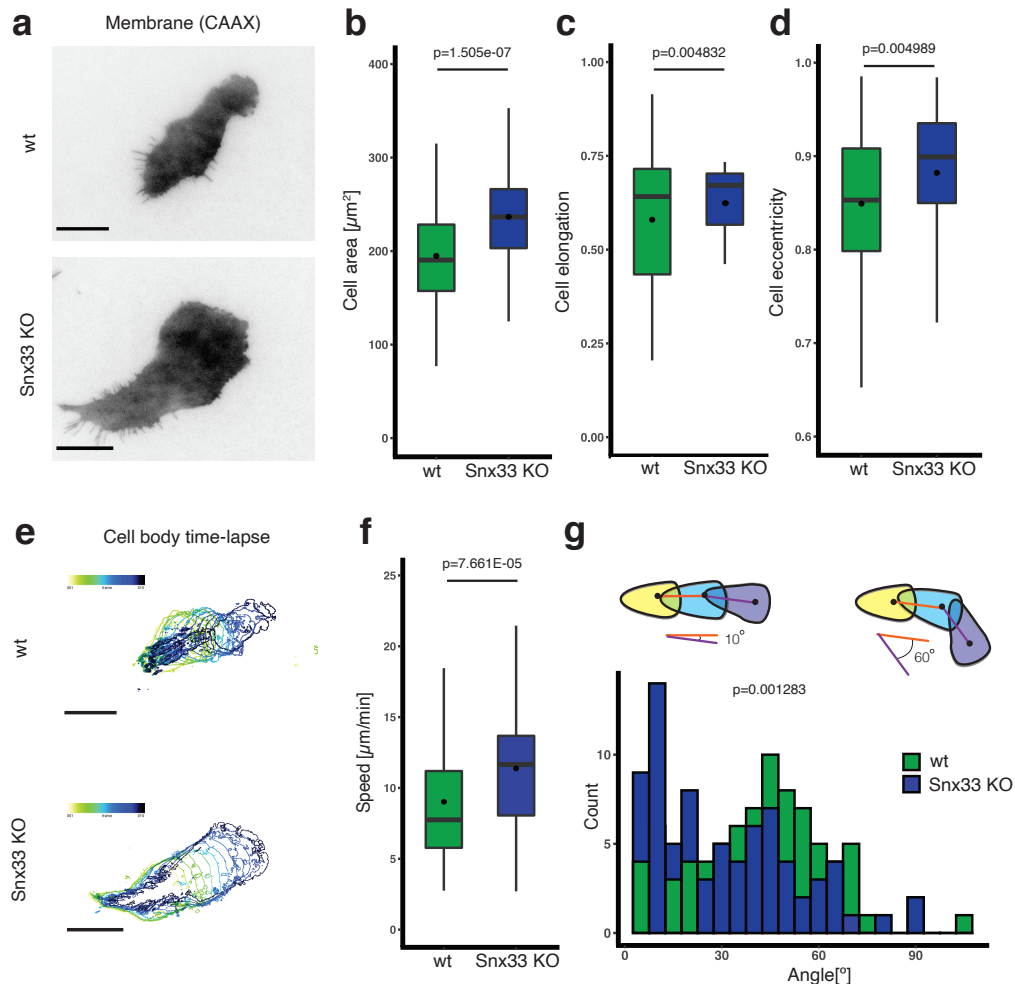 a
Membrane (CAAX)
wt
Snx33 KO
b
p=1.505e-07
Cell area [µm²]
400
300
200
100
0
wt
Snx33 KO
c
p=0.004832
Cell elongation
1.00
0.75
0.50
0.25
0.00
wt
Snx33 KO
d
p=0.004989
Cell eccentricity
1.0
0.9
0.8
0.7
0.6
wt
Snx33 KO
e
Cell body time-lapse
001 frame
wt
001 frame
Snx33 KO
f
p=7.661E-05
Speed [µm/min]
25
20
15
10
5
0
wt
Snx33 KO
g
10°
60°
p=0.001283
wt
Snx33 KO
Count
10
5
0
0
30
60
90
Angle[º]